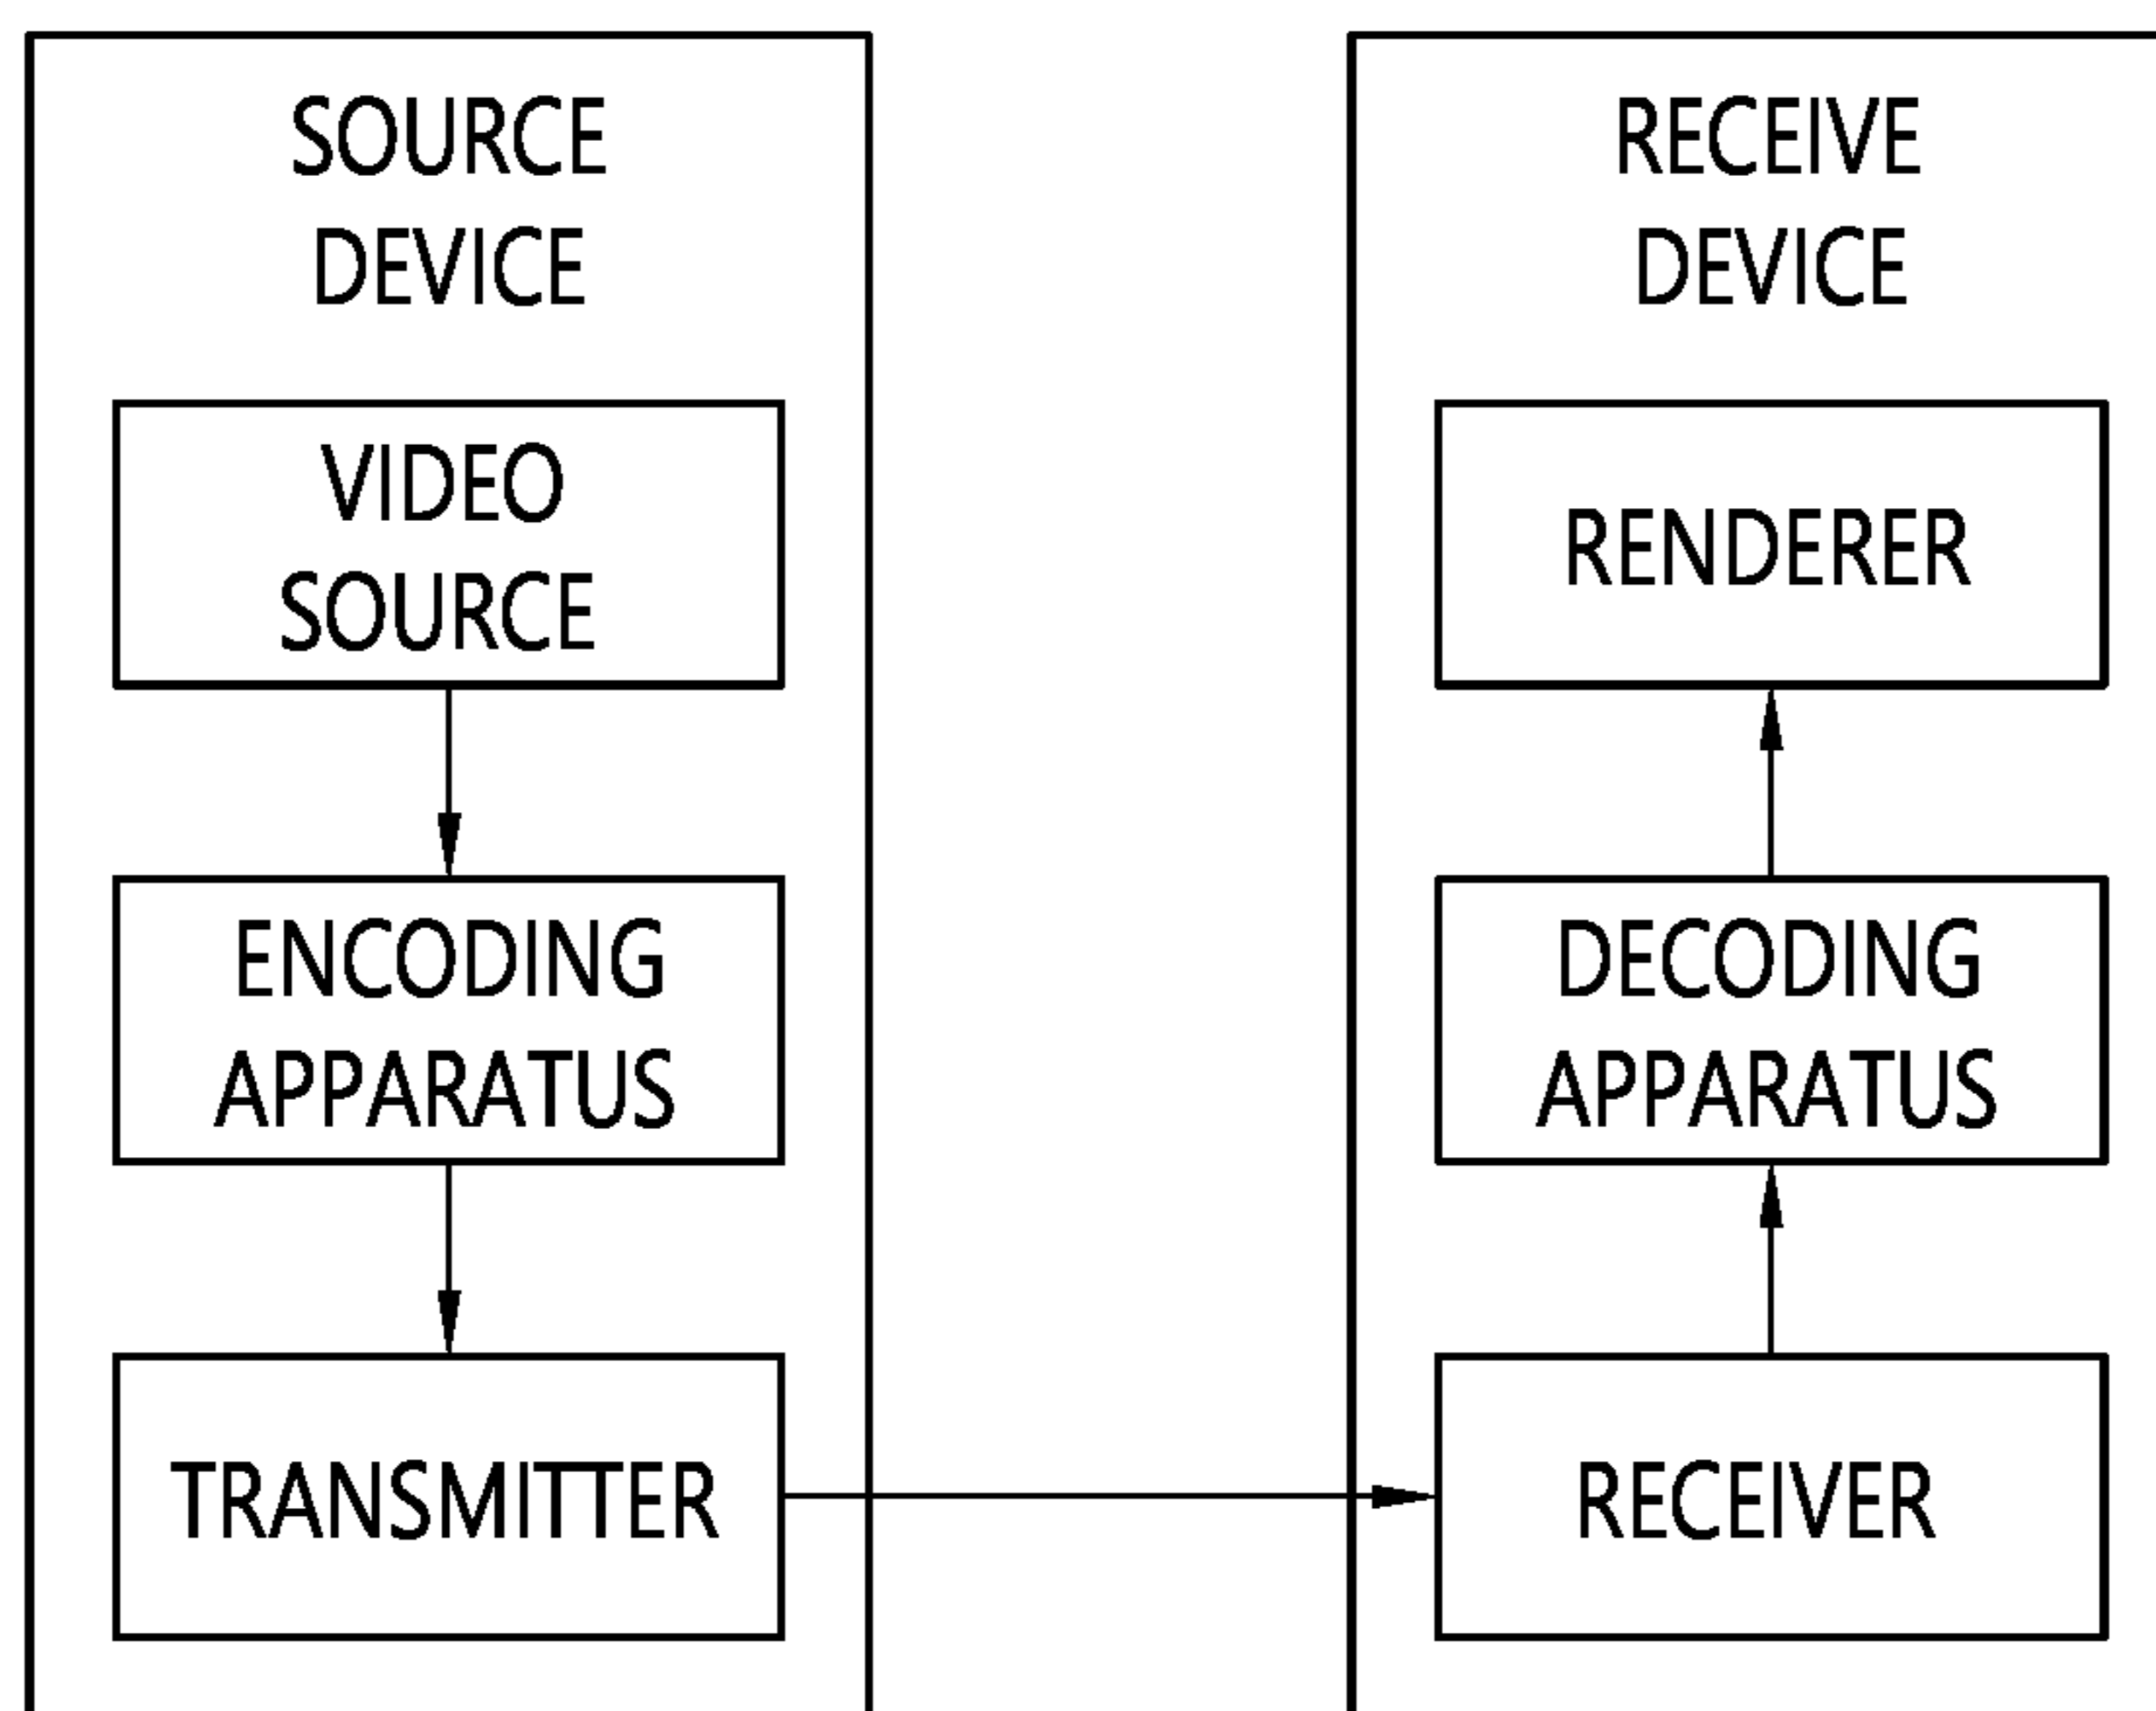 SOURCE
DEVICE
VIDEO
SOURCE
ENCODING
APPARATUS
TRANSMITTER
RECEIVE
DEVICE
RENDERER
DECODING
APPARATUS
RECEIVER